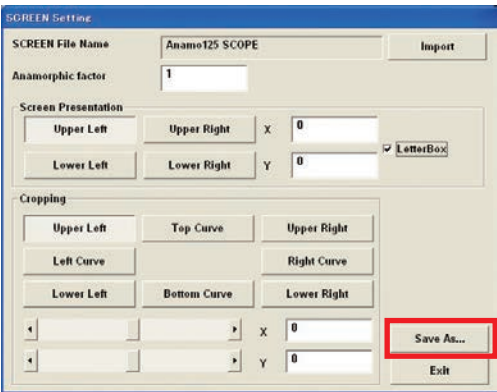 SCREEN Setting
SCREEN File Name Anamo125 SCOPE Import
Anamorphic factor 1
Screen Presentation
Upper Left Upper Right X 0
LetterBox
Lower Left Lower Right Y 0
Cropping
Upper Left Top Curve Upper Right
Left Curve Right Curve
Lower Left Bottom Curve Lower Right
X 0
Save As...
Y 0
Exit